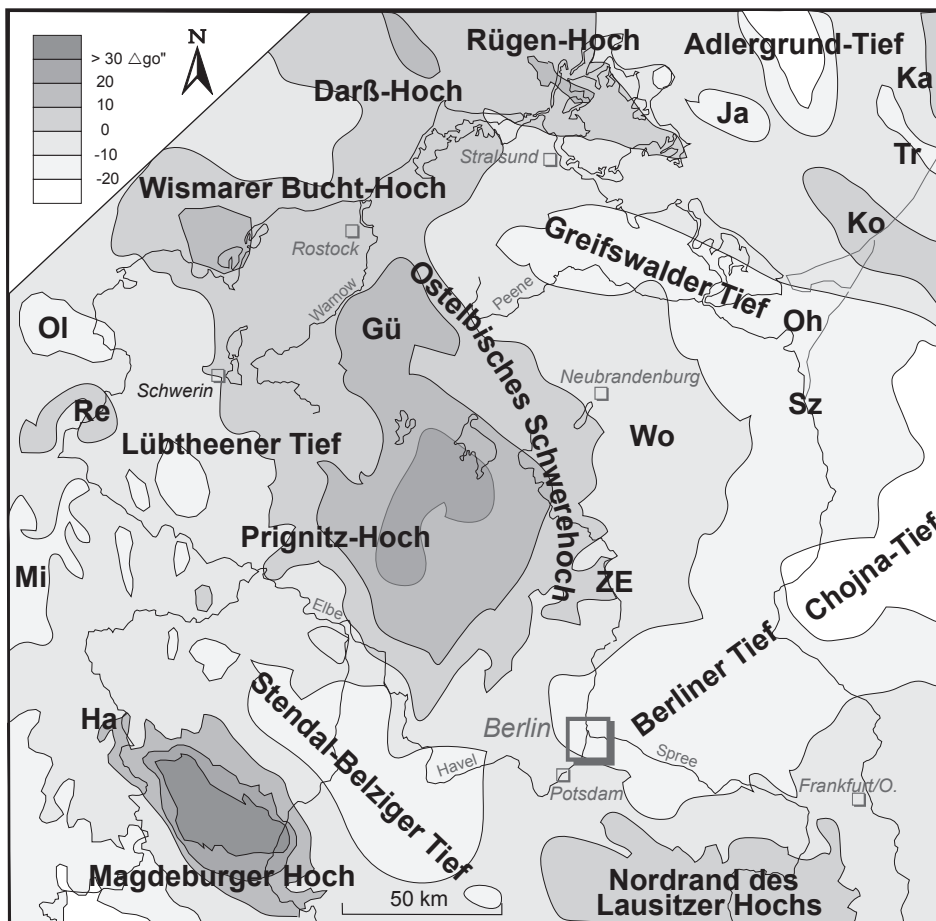 > 30 △go"
20
10
0
-10
-20
N
Rügen-Hoch
Adlergrund-Tief
Ka
Darß-Hoch
Ja
Tr
Stralsund
Wismarer Bucht-Hoch
Rostock
Ko
Greifswalder Tief
Warnow
Peene
Ostelbisches Schwerehoch
Ol
Gü
Oh
Schwerin
Neubrandenburg
Re
Sz
Lübtheener Tief
Wo
Prignitz-Hoch
Mi
ZE
Chojna-Tief
Elbe
Stendal-Belziger Tief
Berliner Tief
Ha
Berlin
Havel
Spree
Potsdam
Frankfurt/O.
Magdeburger Hoch
50 km
Nordrand des
Lausitzer Hochs